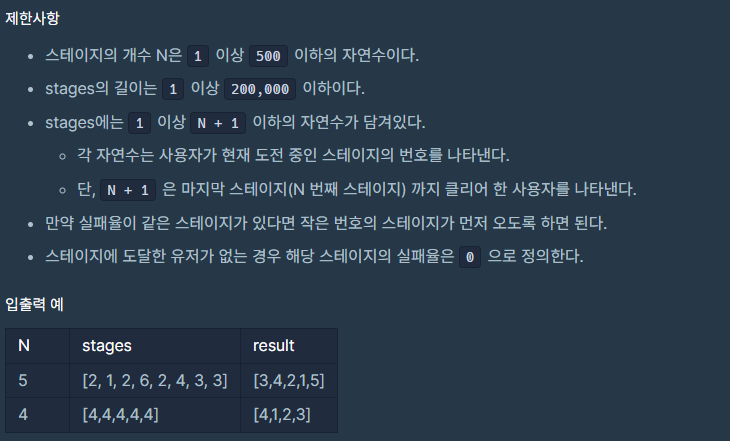 제한사항
스테이지의 개수 N은 1 이상 500 이하의 자연수이다.
stages의 길이는 1 이상 200,000 이하이다.
stages에는 1 이상 N + 1 이하의 자연수가 담겨있다.
각 자연수는 사용자가 현재 도전 중인 스테이지의 번호를 나타낸다.
단, N + 1 은 마지막 스테이지(N 번째 스테이지) 까지 클리어 한 사용자를 나타낸다.
만약 실패율이 같은 스테이지가 있다면 작은 번호의 스테이지가 먼저 오도록 하면 된다.
스테이지에 도달한 유저가 없는 경우 해당 스테이지의 실패율은 0 으로 정의한다.
입출력 예
N stages result
5 [2, 1, 2, 6, 2, 4, 3, 3] [3,4,2,1,5]
4 [4,4,4,4,4] [4,1,2,3]